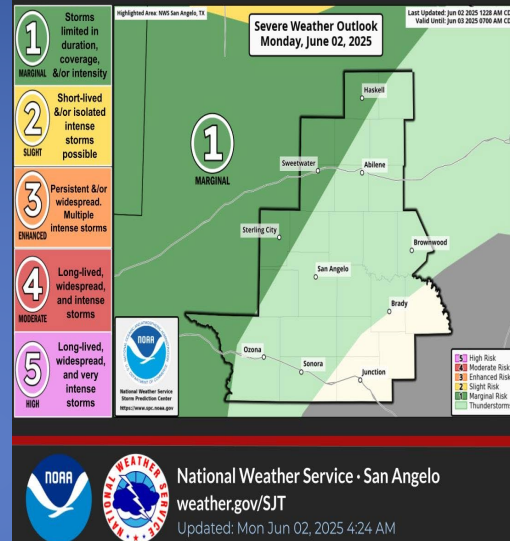 1
MARGINAL
Storms
limited in
duration,
coverage,
&/or intensity
2
SLIGHT
Short-lived
&/or isolated
intense
storms
possible
3
ENHANCED
Persistent &/or
widespread.
Multiple
intense storms
4
MODERATE
Long-lived,
widespread,
and intense
storms
5
HIGH
Long-lived,
widespread,
and very
intense
storms
Highlighted Area: NWS San Angelo, TX
Severe Weather Outlook
Monday, June 02, 2025
Last Updated: Jun 02 2025 1228 AM CD
Valid Until: Jun 03 2025 0700 AM CD
1
MARGINAL
Haskell
Sweetwater
Abilene
Sterling City
Brownwood
San Angelo
Brady
Ozona
Sonora
Junction
NOAA
National Weather Service
Storm Prediction Center
https://www.spc.noaa.gov
5 High Risk
4 Moderate Risk
3 Enhanced Risk
2 Slight Risk
1 Marginal Risk
Thunderstorms
NOAA
NATIONAL WEATHER SERVICE
National Weather Service · San Angelo
weather.gov/SJT
Updated: Mon Jun 02, 2025 4:24 AM